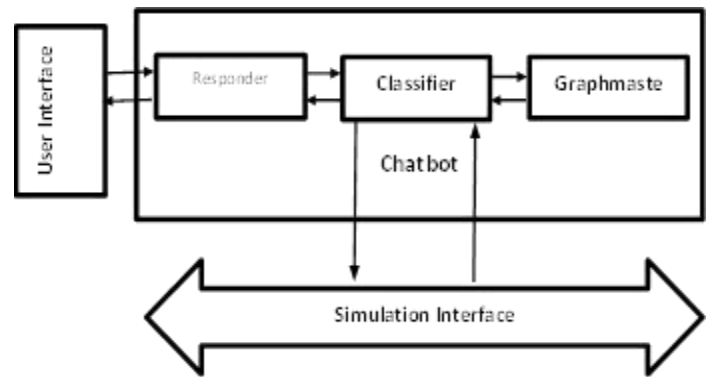 User Interface
Responder
Classifier
Graphmaste
Chatbot
Simulation Interface